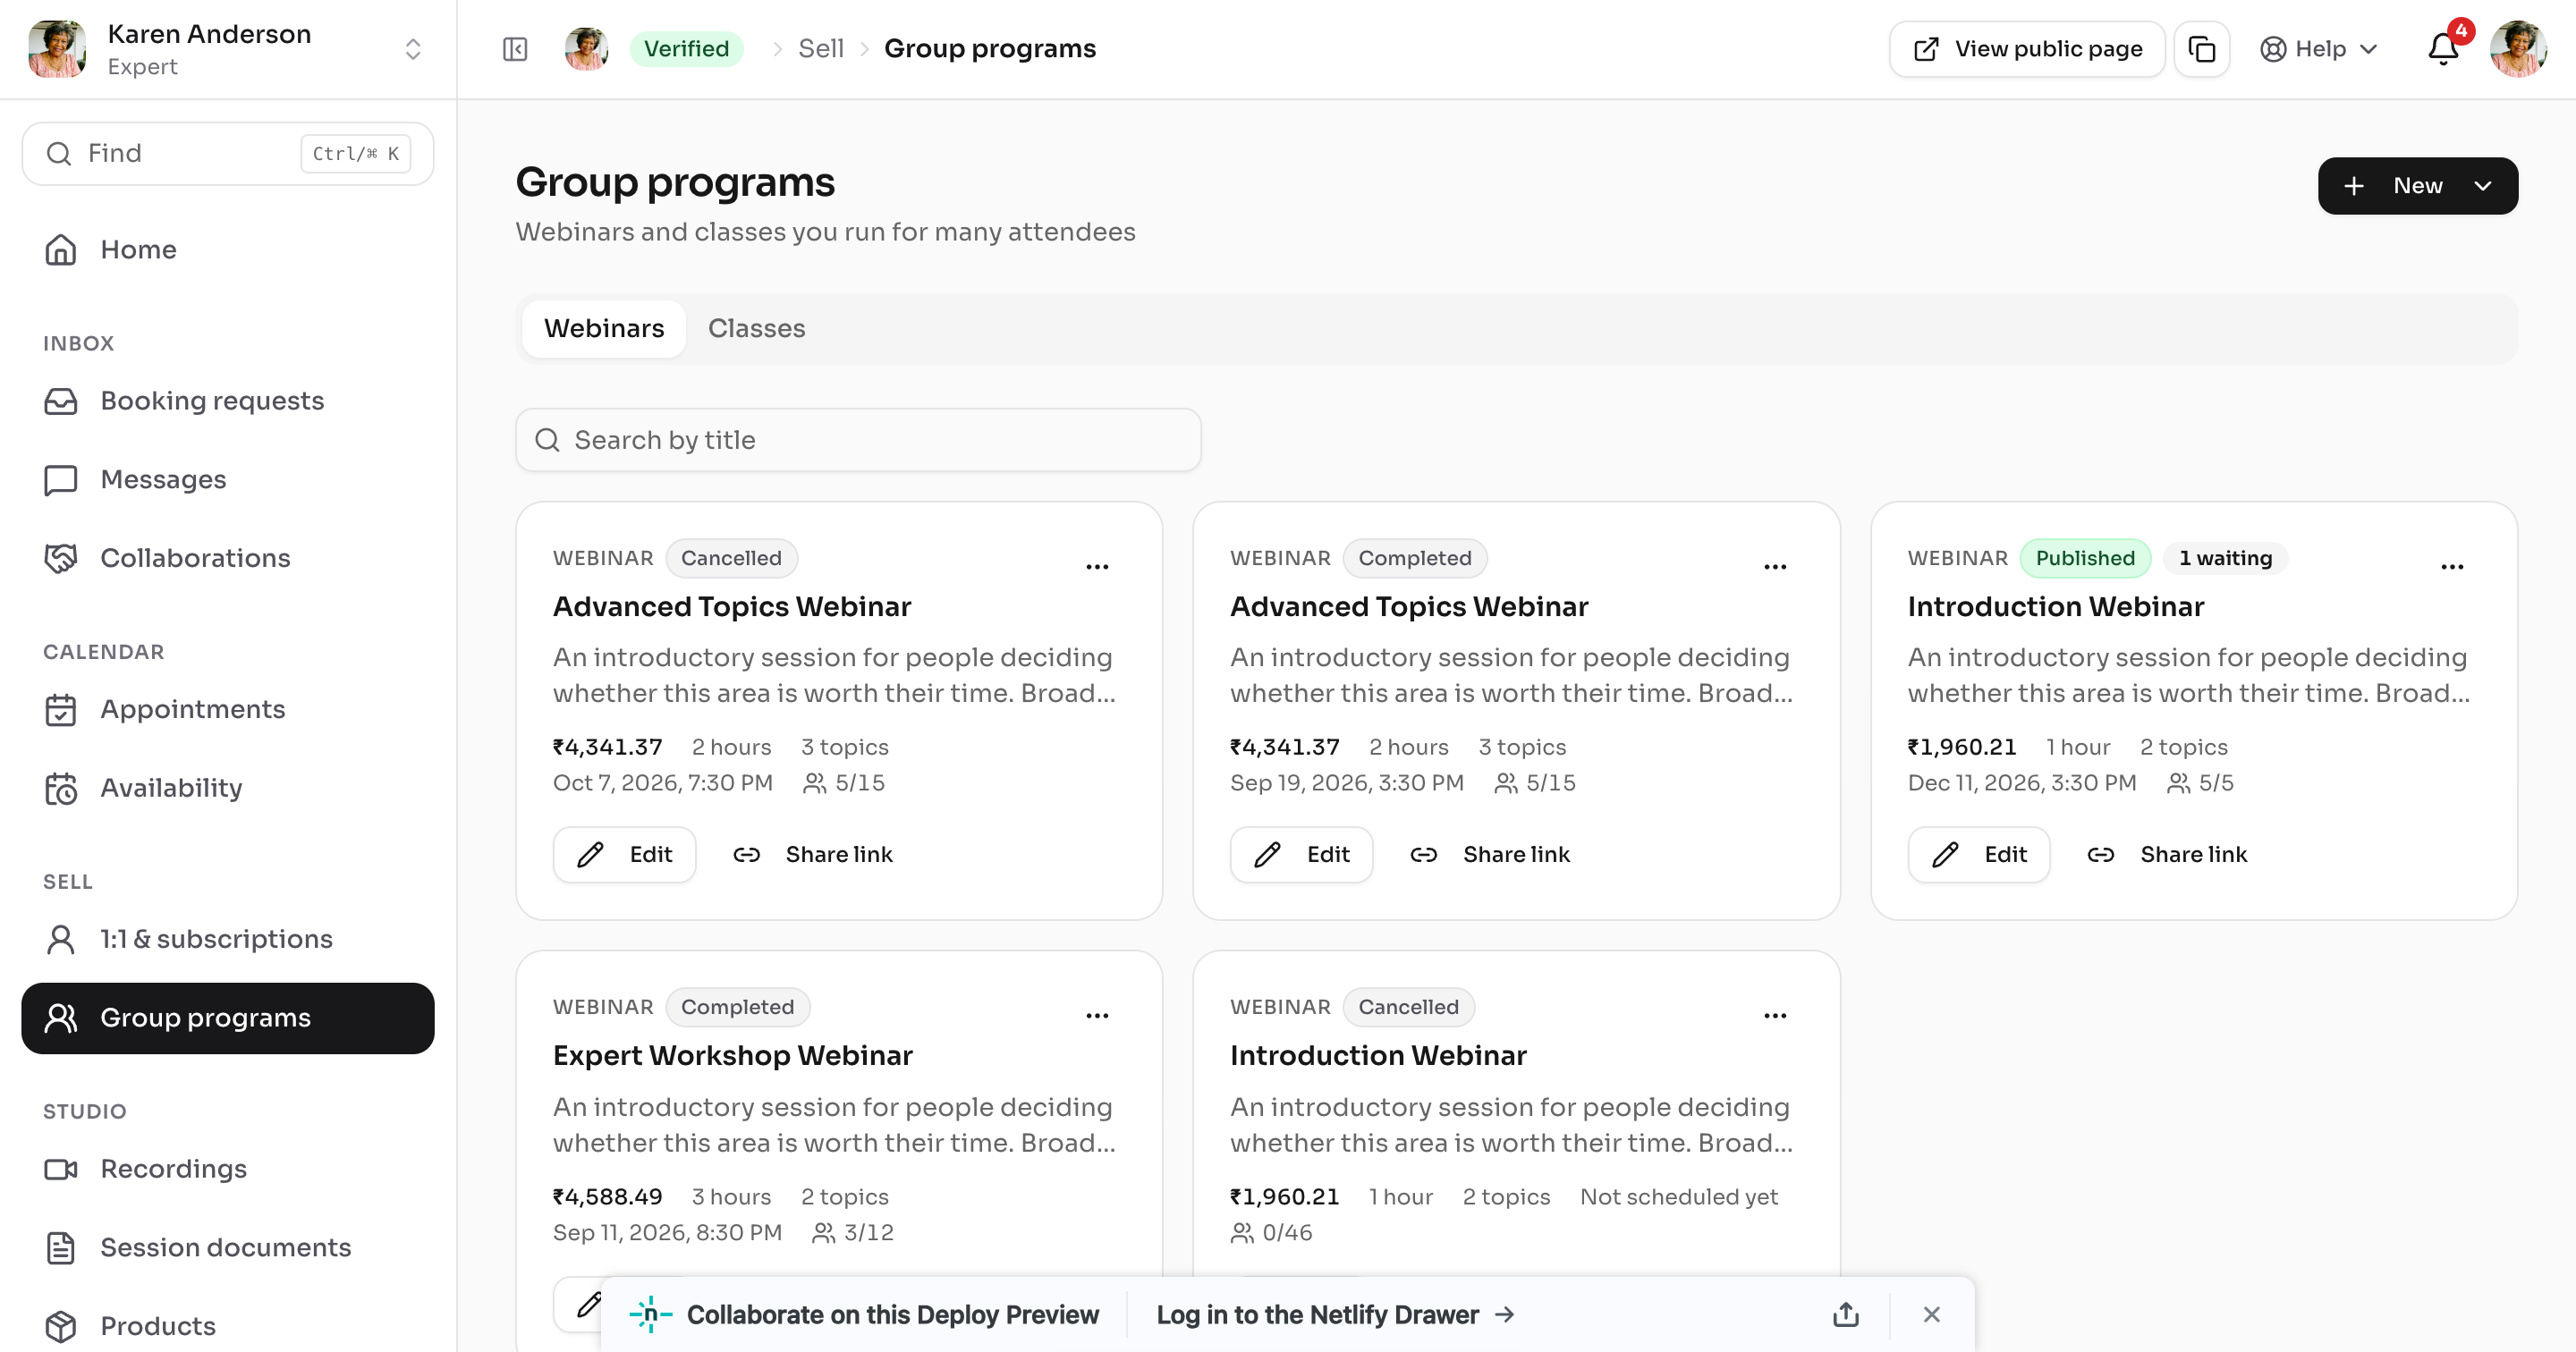 Karen Anderson
Expert
Verified
Sell
Group programs
View public page
Help
4
Find
Ctrl/⌘ K
Home
INBOX
Booking requests
Messages
Collaborations
CALENDAR
Appointments
Availability
SELL
1:1 & subscriptions
Group programs
STUDIO
Recordings
Session documents
Products
Group programs
Webinars and classes you run for many attendees
New
Webinars
Classes
Search by title
WEBINAR Cancelled
Advanced Topics Webinar
An introductory session for people deciding
whether this area is worth their time. Broad...
₹4,341.37 2 hours 3 topics
Oct 7, 2026, 7:30 PM 5/15
Edit Share link
WEBINAR Completed
Advanced Topics Webinar
An introductory session for people deciding
whether this area is worth their time. Broad...
₹4,341.37 2 hours 3 topics
Sep 19, 2026, 3:30 PM 5/15
Edit Share link
WEBINAR Published 1 waiting
Introduction Webinar
An introductory session for people deciding
whether this area is worth their time. Broad...
₹1,960.21 1 hour 2 topics
Dec 11, 2026, 3:30 PM 5/5
Edit Share link
WEBINAR Completed
Expert Workshop Webinar
An introductory session for people deciding
whether this area is worth their time. Broad...
₹4,588.49 3 hours 2 topics
Sep 11, 2026, 8:30 PM 3/12
WEBINAR Cancelled
Introduction Webinar
An introductory session for people deciding
whether this area is worth their time. Broad...
₹1,960.21 1 hour 2 topics Not scheduled yet
0/46
Collaborate on this Deploy Preview
Log in to the Netlify Drawer →